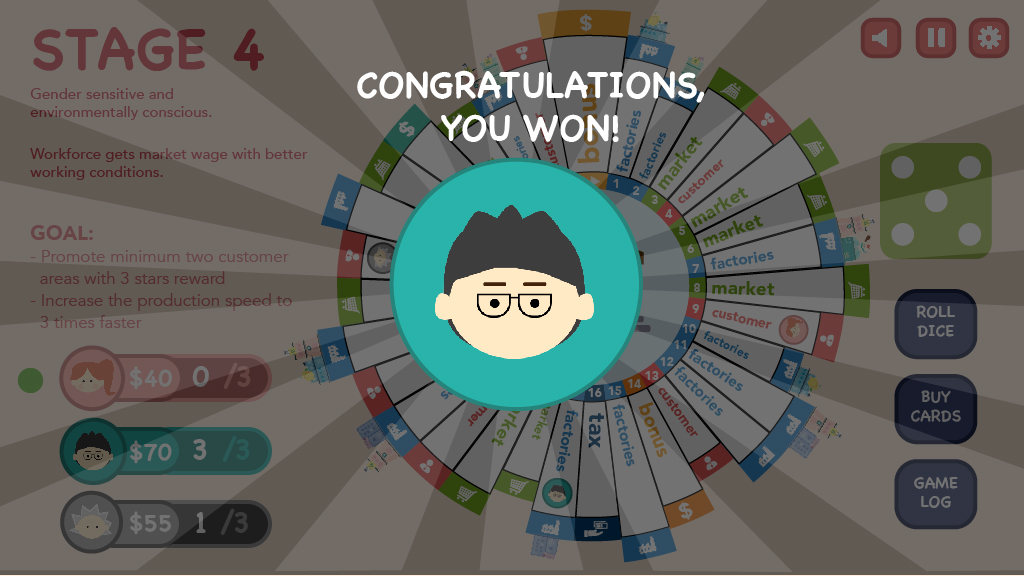 STAGE 4
Gender sensitive and
environmentally conscious.
Workforce gets market wage with better
working conditions.
GOAL:
- Promote minimum two customer
areas with 3 stars reward
- Increase the production speed to
3 times faster
$40 0 /3
$70 3 /3
$55 1 /3
CONGRATULATIONS,
YOU WON!
$
1
factories
2
factories
3
market
4
customer
5
market
6
market
7
factories
8
market
9
customer
10
factories
11
factories
12
factories
13
customer
14
bonus
15
factories
16
tax
factories
$
$
ROLL
DICE
BUY
CARDS
GAME
LOG